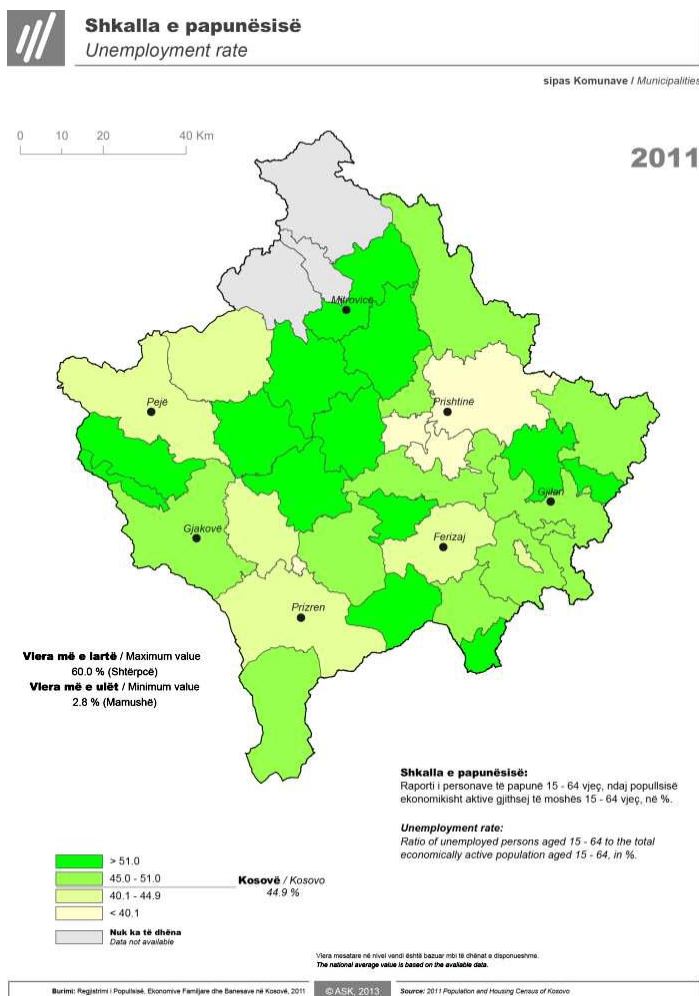 Shkalla e papunësisë
Unemployment rate
sipas Komunave / Municipalities
0 10 20 40 Km
2011
Mitrovicë
Pejë
Prishtinë
Gjilan
Gjakovë
Ferizaj
Prizren
Vlera më e lartë / Maximum value
60.0 % (Shtërpcë)
Vlera më e ulët / Minimum value
2.8 % (Mamushë)
Shkalla e papunësisë:
Raporti i personave të papunë 15 - 64 vjeç, ndaj popullsisë
ekonomikisht aktive gjithsej të moshës 15 - 64 vjeç, në %.
Unemployment rate:
Ratio of unemployed persons aged 15 - 64 to the total
economically active population aged 15 - 64, in %.
> 51.0
45.0 - 51.0
Kosovë / Kosovo
44.9 %
40.1 - 44.9
< 40.1
Nuk ka të dhëna
Data not available
Vlera mesatare në nivel vendi është bazuar mbi të dhënat e disponueshme.
The national average value is based on the available data.
Burimi: Regjistrimi i Popullsisë, Ekonomive Familjare dhe Banesave në Kosovë, 2011
© ASK, 2013
Source: 2011 Population and Housing Census of Kosovo